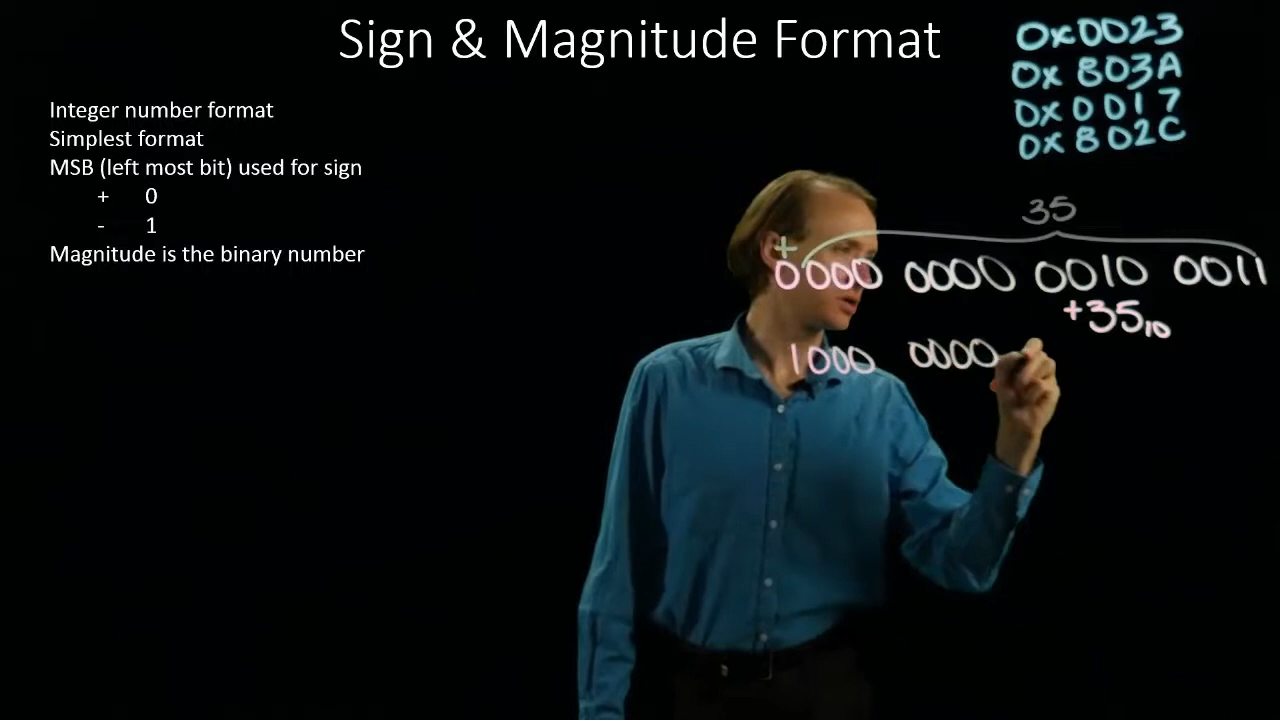 Sign & Magnitude Format
Integer number format
Simplest format
MSB (left most bit) used for sign
+ 0
- 1
Magnitude is the binary number
0x0023
0x 803A
0x 0017
0x 802C
35
+
0000 0000 0010 0011
+35₁₀
1000 0000